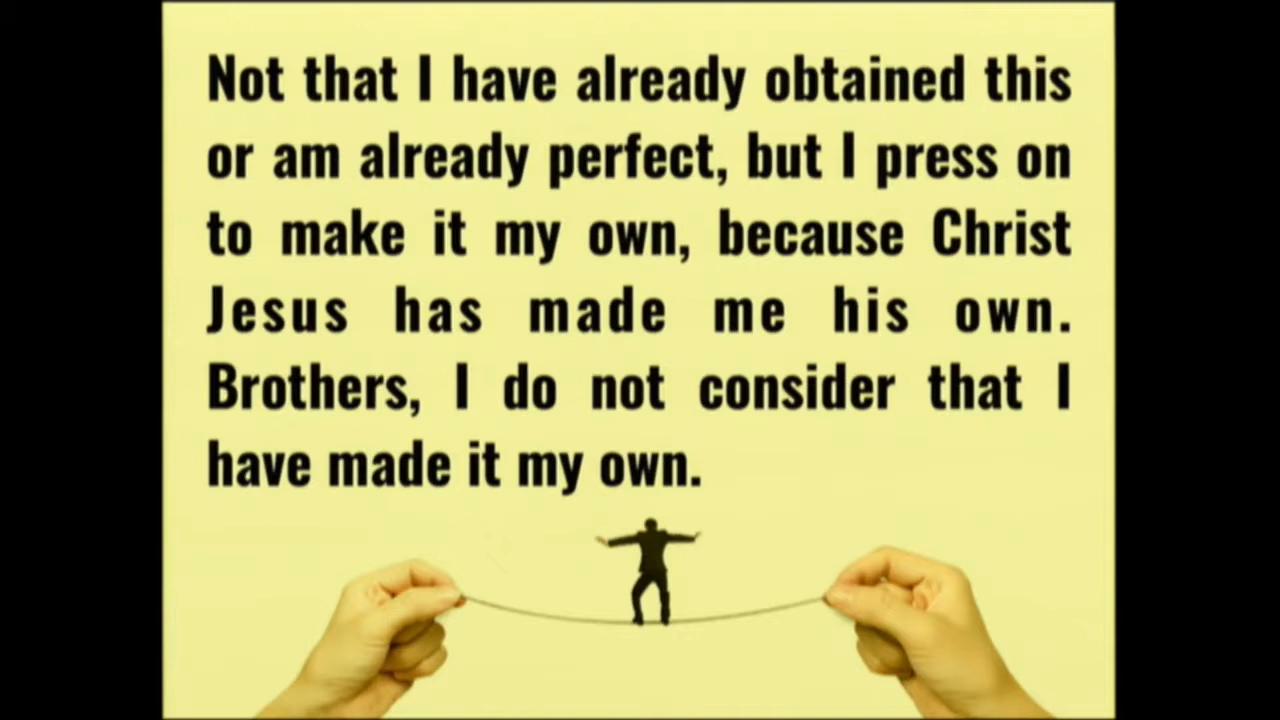 Not that I have already obtained this
or am already perfect, but I press on
to make it my own, because Christ
Jesus has made me his own.
Brothers, I do not consider that I
have made it my own.